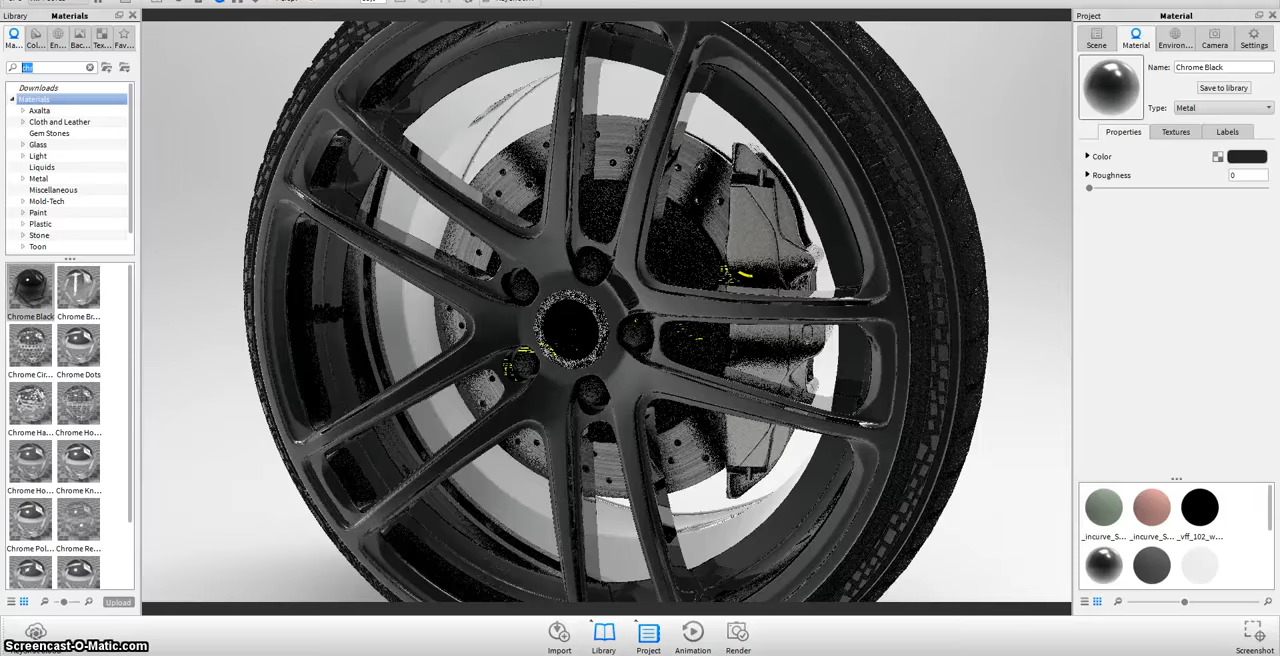 Library
Materials
Ma...
Col...
En...
Bac...
Tex...
Fav...
Downloads
Materials
Axalta
Cloth and Leather
Gem Stones
Glass
Light
Liquids
Metal
Miscellaneous
Mold-Tech
Paint
Plastic
Stone
Toon
Chrome Black
Chrome Br...
Chrome Cir...
Chrome Dots
Chrome Ha...
Chrome Ho...
Chrome Ho...
Chrome Kn...
Chrome Pol...
Chrome Re...
Upload
Project
Material
Scene
Material
Environ...
Camera
Settings
Name:
Chrome Black
Save to library
Type:
Metal
Properties
Textures
Labels
Color
Roughness
0
_incurve_S...
_incurve_S...
_vff_102_w...
Import
Library
Project
Animation
Render
Screenshot
Screencast-O-Matic.com